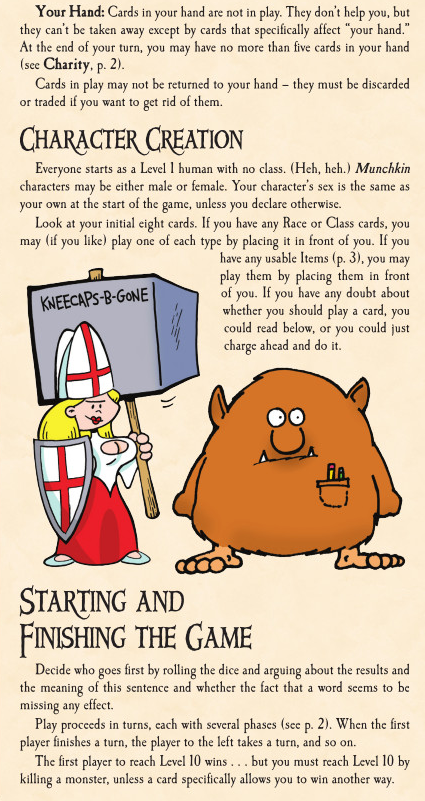 Your Hand: Cards in your hand are not in play. They don't help you, but
they can't be taken away except by cards that specifically affect "your hand."
At the end of your turn, you may have no more than five cards in your hand
(see Charity, p. 2).
Cards in play may not be returned to your hand – they must be discarded
or traded if you want to get rid of them.
Character Creation
Everyone starts as a Level 1 human with no class. (Heh, heh.) Munchkin
characters may be either male or female. Your character's sex is the same as
your own at the start of the game, unless you declare otherwise.
Look at your initial eight cards. If you have any Race or Class cards, you
may (if you like) play one of each type by placing it in front of you. If you
have any usable Items (p. 3), you may
play them by placing them in front
of you. If you have any doubt about
whether you should play a card, you
could read below, or you could just
charge ahead and do it.
KNEECAPS-B-GONE
Starting and
Finishing the Game
Decide who goes first by rolling the dice and arguing about the results and
the meaning of this sentence and whether the fact that a word seems to be
missing any effect.
Play proceeds in turns, each with several phases (see p. 2). When the first
player finishes a turn, the player to the left takes a turn, and so on.
The first player to reach Level 10 wins . . . but you must reach Level 10 by
killing a monster, unless a card specifically allows you to win another way.